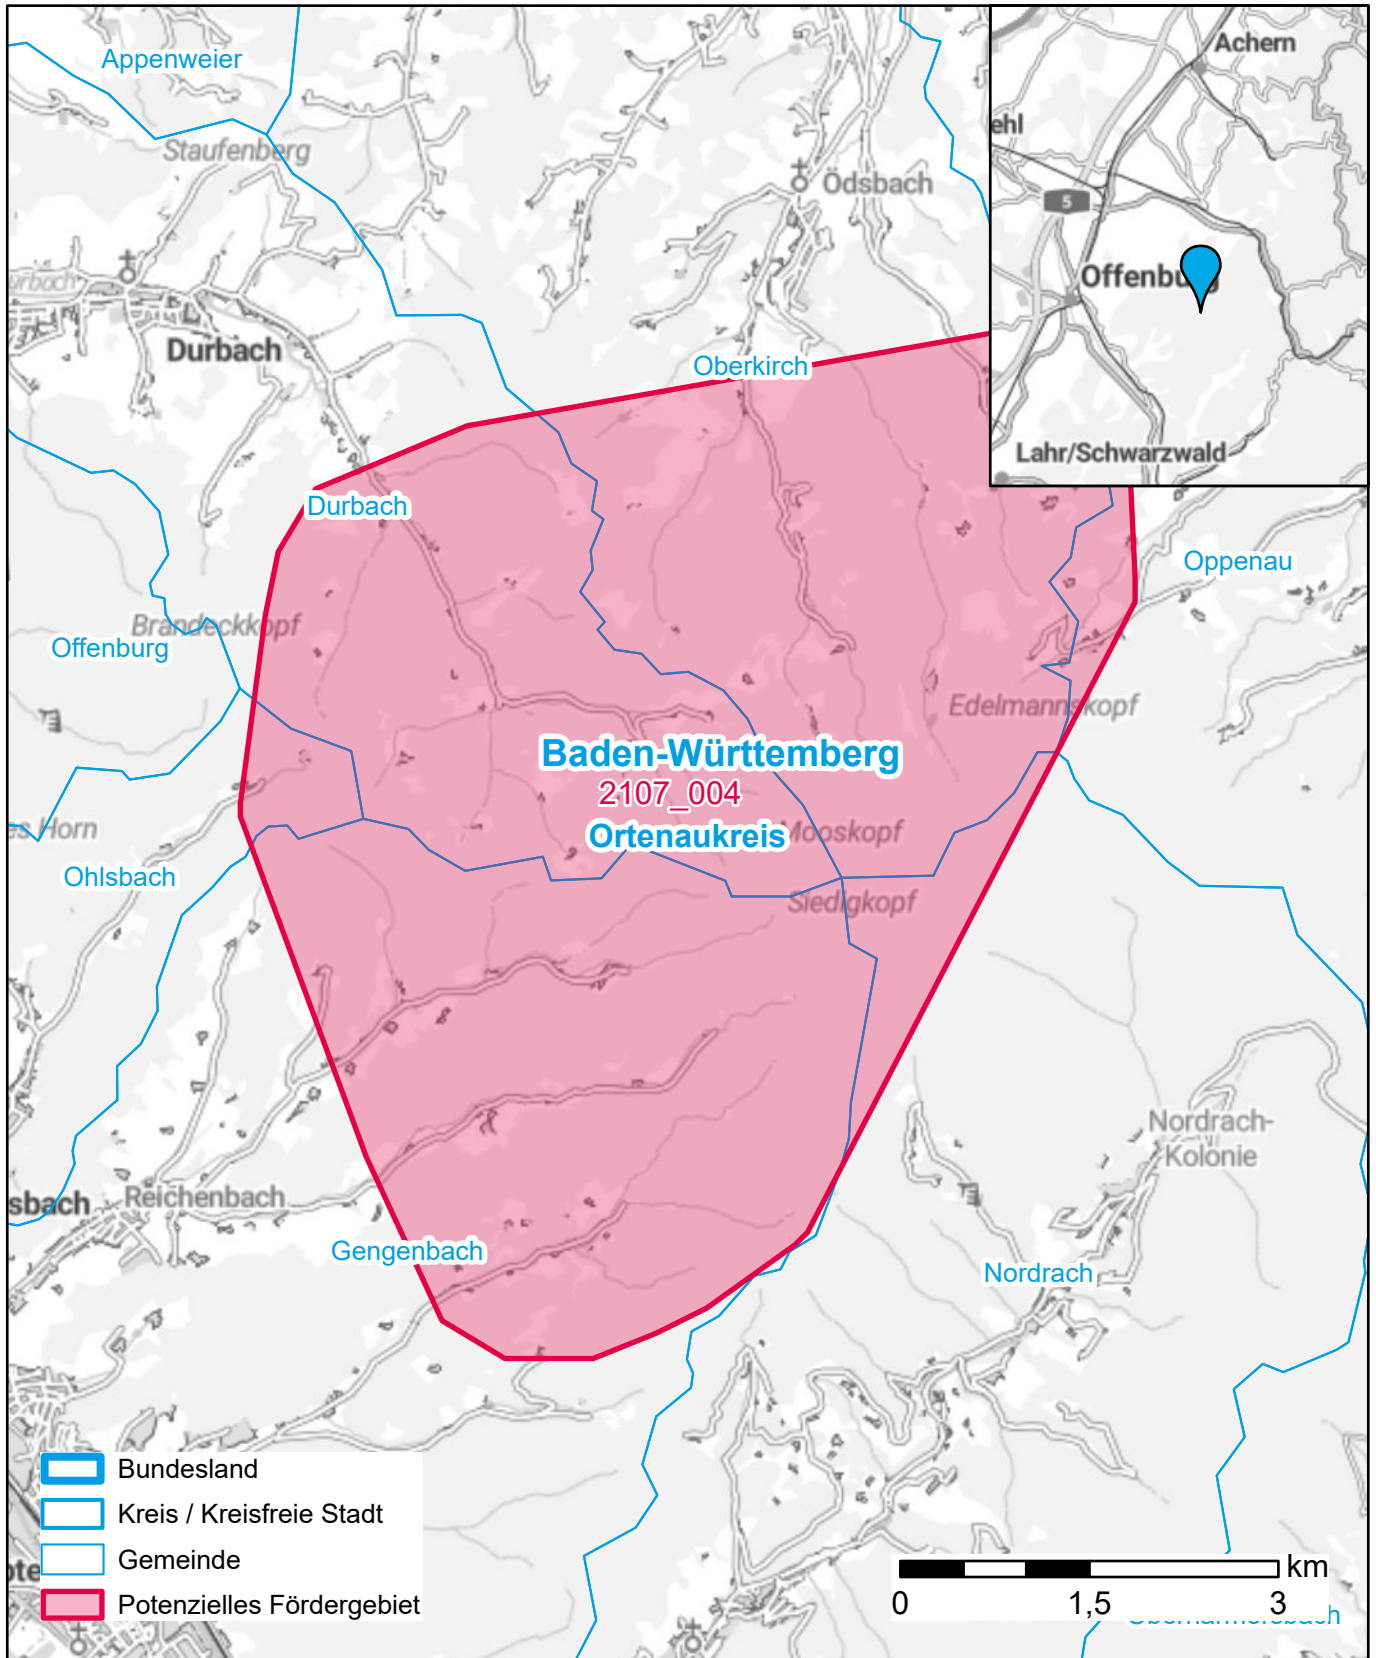 Appenweier
Staufenberg
Ödsbach
Durbach
Oberkirch
Durbach
Oppenau
Brandeckkopf
Offenburg
Edelmannskopf
Baden-Württemberg
2107_004
Mooskopf
Ortenaukreis
es Horn
Ohlsbach
Siedigkopf
Nordrach-
Kolonie
sbach
Reichenbach
Gengenbach
Nordrach
Achern
ehl
5
Offenburg
Lahr/Schwarzwald
Bundesland
Kreis / Kreisfreie Stadt
Gemeinde
Potenzielles Fördergebiet
km
0
1,5
3